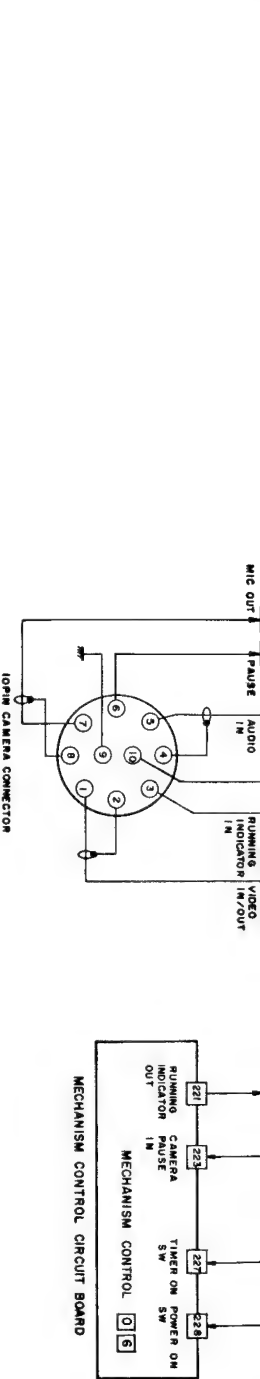 MIC OUT
PAUSE
AUDIO
IN
RUNNING
INDICATOR
IN
VIDEO
IN/OUT
6
5
4
7
8
9
10
3
1
2
10PIN CAMERA CONNECTOR
221
223
227
228
RUNNING
INDICATOR
OUT
CAMERA
PAUSE
IN
TIMER ON
SW
POWER ON
SW
MECHANISM CONTROL 0 6
MECHANISM CONTROL CIRCUIT BOARD